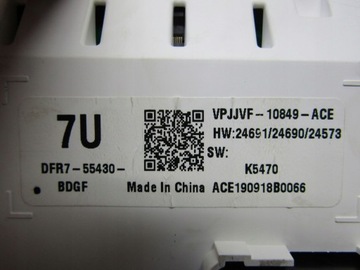 7U
VPJJVF-10849-ACE
HW:24691/24690/24573
SW:
DFR7-55430-
K5470
BDGF
Made In China ACE190918B0066